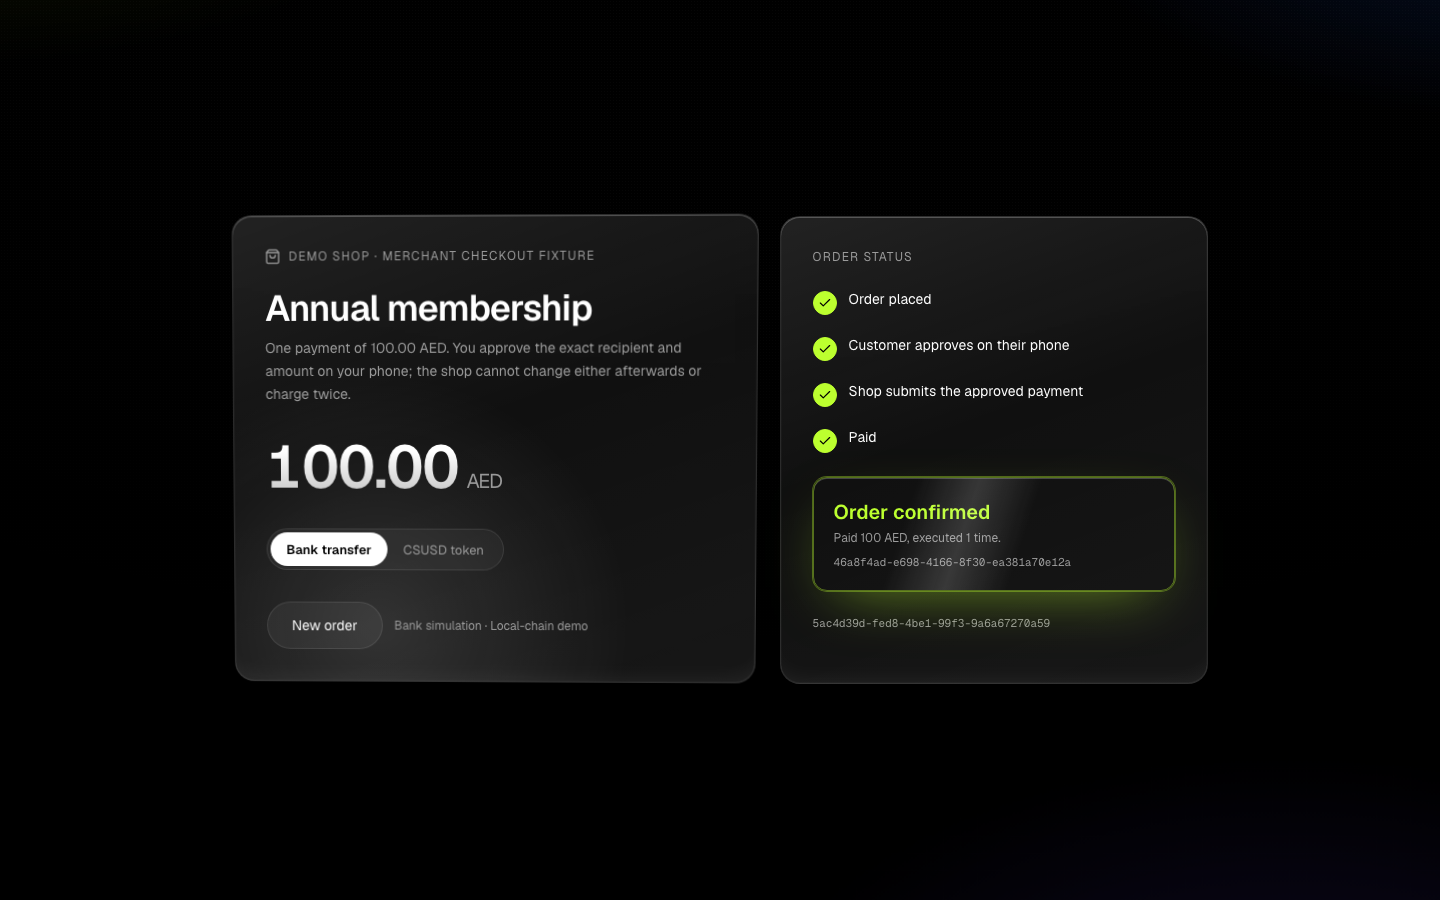 DEMO SHOP · MERCHANT CHECKOUT FIXTURE
Annual membership
One payment of 100.00 AED. You approve the exact recipient and
amount on your phone; the shop cannot change either afterwards or
charge twice.
100.00 AED
Bank transfer
CSUSD token
New order
Bank simulation · Local-chain demo
ORDER STATUS
Order placed
Customer approves on their phone
Shop submits the approved payment
Paid
Order confirmed
Paid 100 AED, executed 1 time.
46a8f4ad-e698-4166-8f30-ea381a70e12a
5ac4d39d-fed8-4be1-99f3-9a6a67270a59